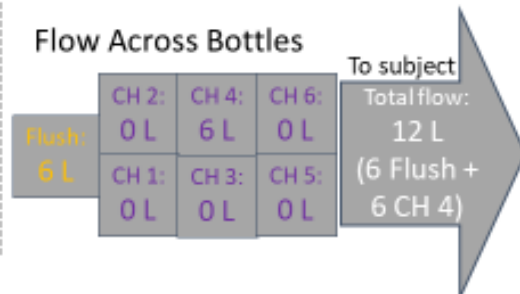 Flow Across Bottles
Flush:
6 L
CH 2:
0 L
CH 4:
6 L
CH 6:
0 L
CH 1:
0 L
CH 3:
0 L
CH 5:
0 L
To subject
Total flow:
12 L
(6 Flush +
6 CH 4)